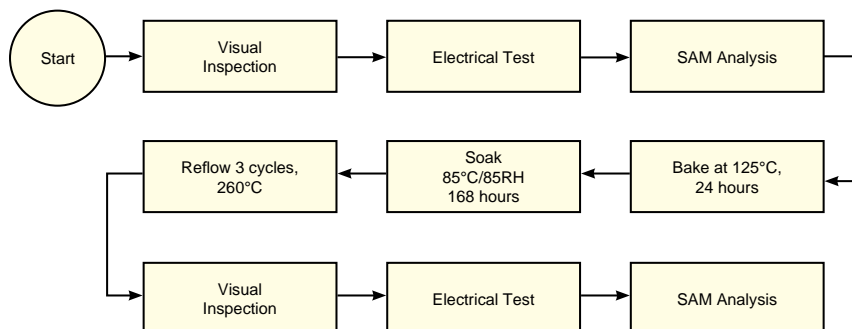 Start
Visual
Inspection
Electrical Test
SAM Analysis
Reflow 3 cycles,
260°C
Soak
85°C/85RH
168 hours
Bake at 125°C,
24 hours
Visual
Inspection
Electrical Test
SAM Analysis